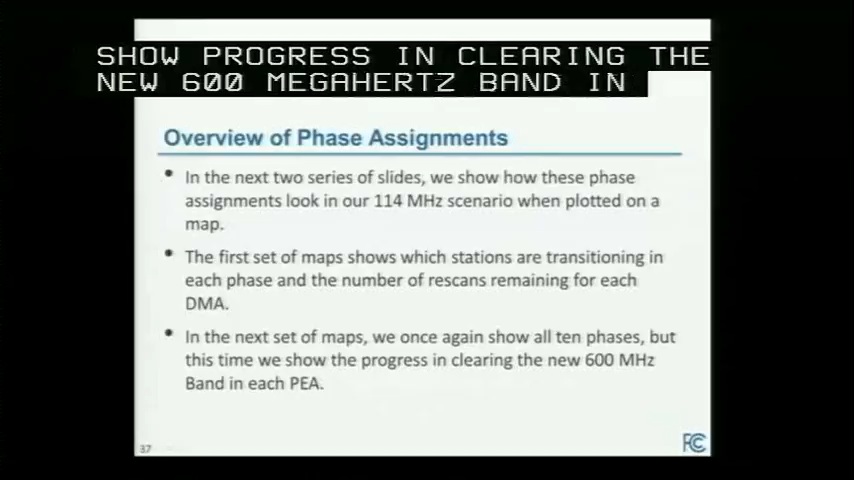 SHOW PROGRESS IN CLEARING THE
NEW 600 MEGAHERTZ BAND IN
Overview of Phase Assignments
• In the next two series of slides, we show how these phase
assignments look in our 114 MHz scenario when plotted on a
map.
• The first set of maps shows which stations are transitioning in
each phase and the number of rescans remaining for each
DMA.
• In the next set of maps, we once again show all ten phases, but
this time we show the progress in clearing the new 600 MHz
Band in each PEA.
37
FCC